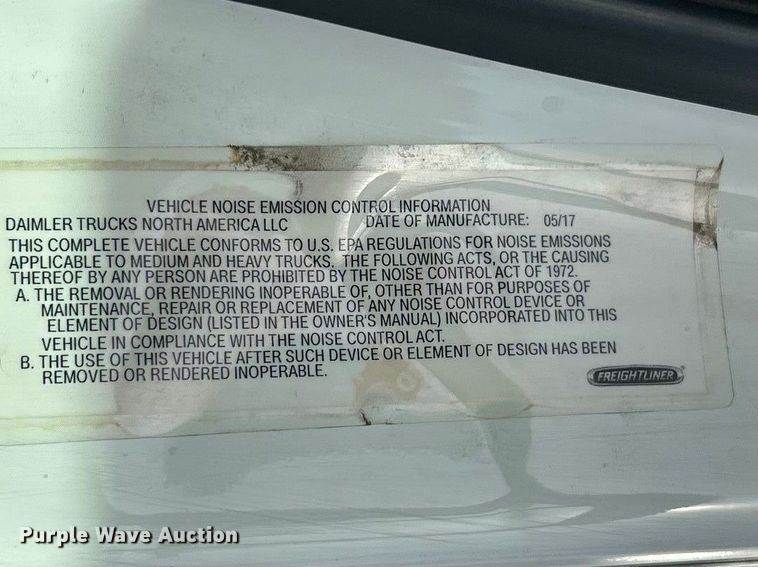 VEHICLE NOISE EMISSION CONTROL INFORMATION
DAIMLER TRUCKS NORTH AMERICA LLC DATE OF MANUFACTURE: 05/17
THIS COMPLETE VEHICLE CONFORMS TO U.S. EPA REGULATIONS FOR NOISE EMISSIONS
APPLICABLE TO MEDIUM AND HEAVY TRUCKS. THE FOLLOWING ACTS, OR THE CAUSING
THEREOF BY ANY PERSON ARE PROHIBITED BY THE NOISE CONTROL ACT OF 1972.
A. THE REMOVAL OR RENDERING INOPERABLE OF, OTHER THAN FOR PURPOSES OF
MAINTENANCE, REPAIR OR REPLACEMENT OF ANY NOISE CONTROL DEVICE OR
ELEMENT OF DESIGN (LISTED IN THE OWNER'S MANUAL) INCORPORATED INTO THIS
VEHICLE IN COMPLIANCE WITH THE NOISE CONTROL ACT.
B. THE USE OF THIS VEHICLE AFTER SUCH DEVICE OR ELEMENT OF DESIGN HAS BEEN
REMOVED OR RENDERED INOPERABLE.
FREIGHTLINER
Purple Wave Auction